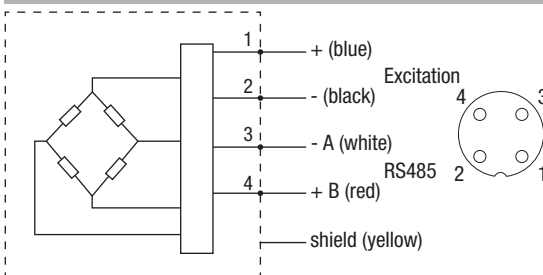 1 + (blue)
Excitation
2 - (black)
4 3
3 - A (white)
RS485 2 1
4 + B (red)
shield (yellow)